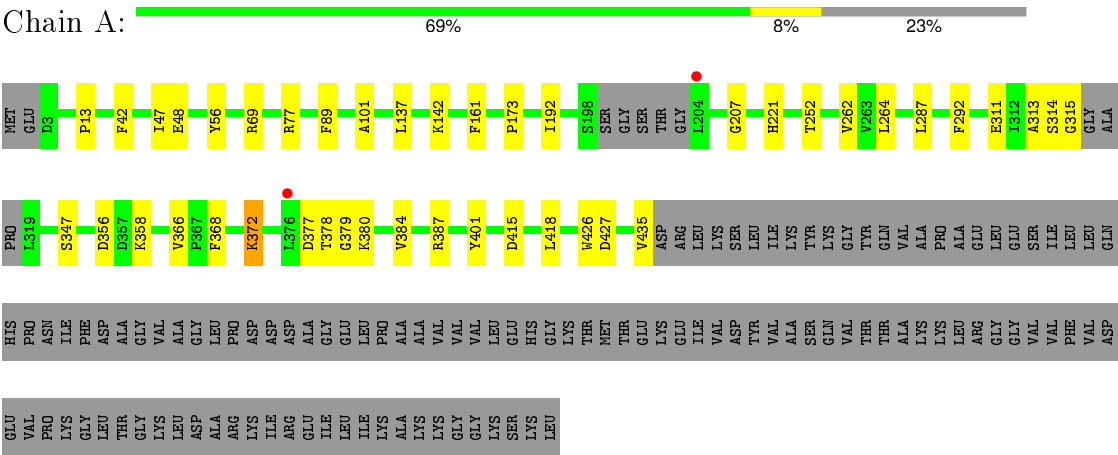 Chain A:
69% 8% 23%
MET GLU D3 P13 F42 I47 E48 Y56 R69 R77 F89 A101 L137 K142 F161 P173 I192 S198 SER GLY SER THR GLY L204 G207 H221 T252 V262 V263 L264 L287 F292 E311 I312 A313 S314 G315 GLY ALA
PRO L319 S347 D356 D357 K358 V366 P367 F368 K372 L376 D377 T378 G379 K380 V384 R387 Y401 D415 L418 W426 D427 V435 ASP ARG LEU LYS SER LEU ILE LYS TYR LYS GLY TYR GLN VAL ALA PRO ALA GLU LEU GLU SER ILE LEU LEU GLN
HIS PRO ASN ILE PHE ASP ALA GLY VAL ALA GLY LEU PRO ASP ASP ASP ALA GLY GLU LEU PRO ALA ALA VAL VAL VAL LEU GLU HIS GLY LYS THR MET THR GLU LYS GLU ILE VAL ASP TYR VAL ALA SER GLN VAL THR THR ALA LYS LYS LEU ARG GLY GLY VAL VAL PHE VAL ASP
GLU VAL PRO LYS GLY LEU THR GLY LYS LEU ASP ALA ARG LYS ILE ARG GLU ILE LEU ILE LYS ALA LYS LYS GLY GLY LYS SER LYS LEU